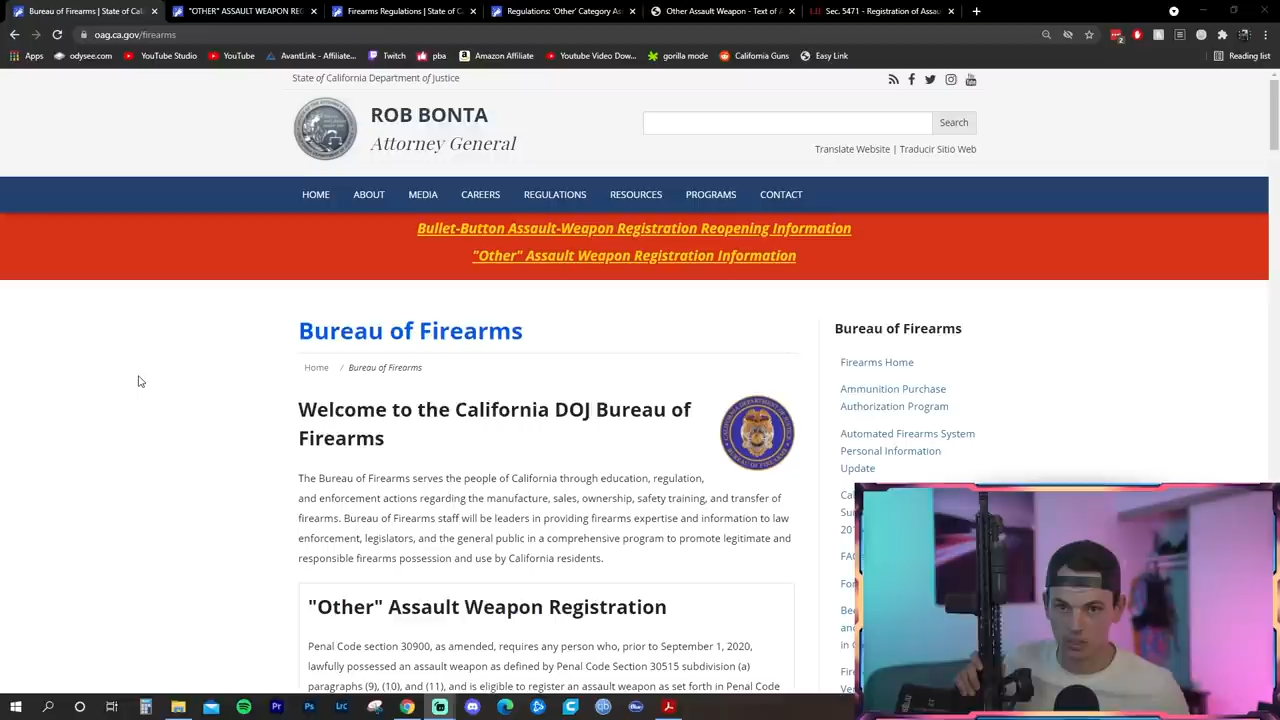 Bureau of Firearms | State of Cal
"OTHER" ASSAULT WEAPON REG
Firearms Regulations | State of C
Regulations: 'Other' Category As
Other Assault Weapon - Text of A
Sec. 5471 - Registration of Assau
oag.ca.gov/firearms
Apps
odysee.com
YouTube Studio
YouTube
AvantLink - Affiliate...
Twitch
pba
Amazon Affiliate
Youtube Video Dow...
gorilla mode
California Guns
Easy Link
Reading list
State of California Department of Justice
ROB BONTA
Attorney General
Search
Translate Website | Traducir Sitio Web
HOME
ABOUT
MEDIA
CAREERS
REGULATIONS
RESOURCES
PROGRAMS
CONTACT
Bullet-Button Assault-Weapon Registration Reopening Information
"Other" Assault Weapon Registration Information
Bureau of Firearms
Home / Bureau of Firearms
Welcome to the California DOJ Bureau of
Firearms
The Bureau of Firearms serves the people of California through education, regulation,
and enforcement actions regarding the manufacture, sales, ownership, safety training, and transfer of
firearms. Bureau of Firearms staff will be leaders in providing firearms expertise and information to law
enforcement, legislators, and the general public in a comprehensive program to promote legitimate and
responsible firearms possession and use by California residents.
"Other" Assault Weapon Registration
Penal Code section 30900, as amended, requires any person who, prior to September 1, 2020,
lawfully possessed an assault weapon as defined by Penal Code Section 30515 subdivision (a)
paragraphs (9), (10), and (11), and is eligible to register an assault weapon as set forth in Penal Code
Bureau of Firearms
Firearms Home
Ammunition Purchase
Authorization Program
Automated Firearms System
Personal Information
Update